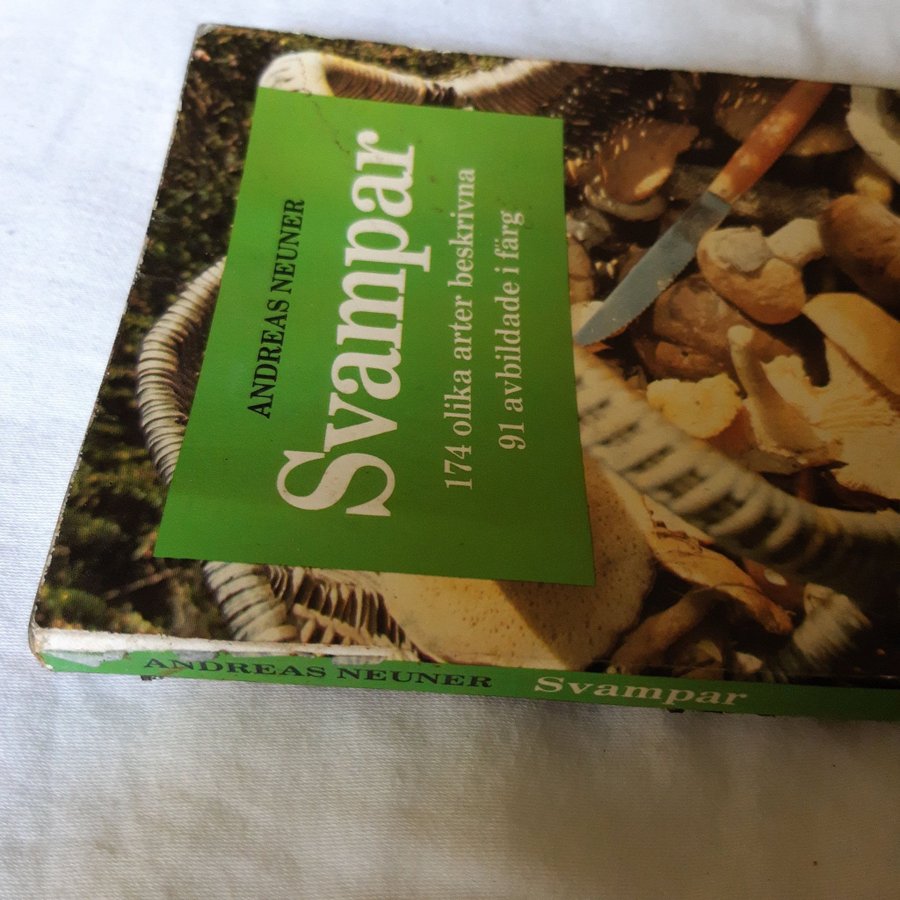 ANDREAS NEUNER
Svampar
174 olika arter beskrivna
91 avbildade i färg
ANDREAS NEUNER Svampar